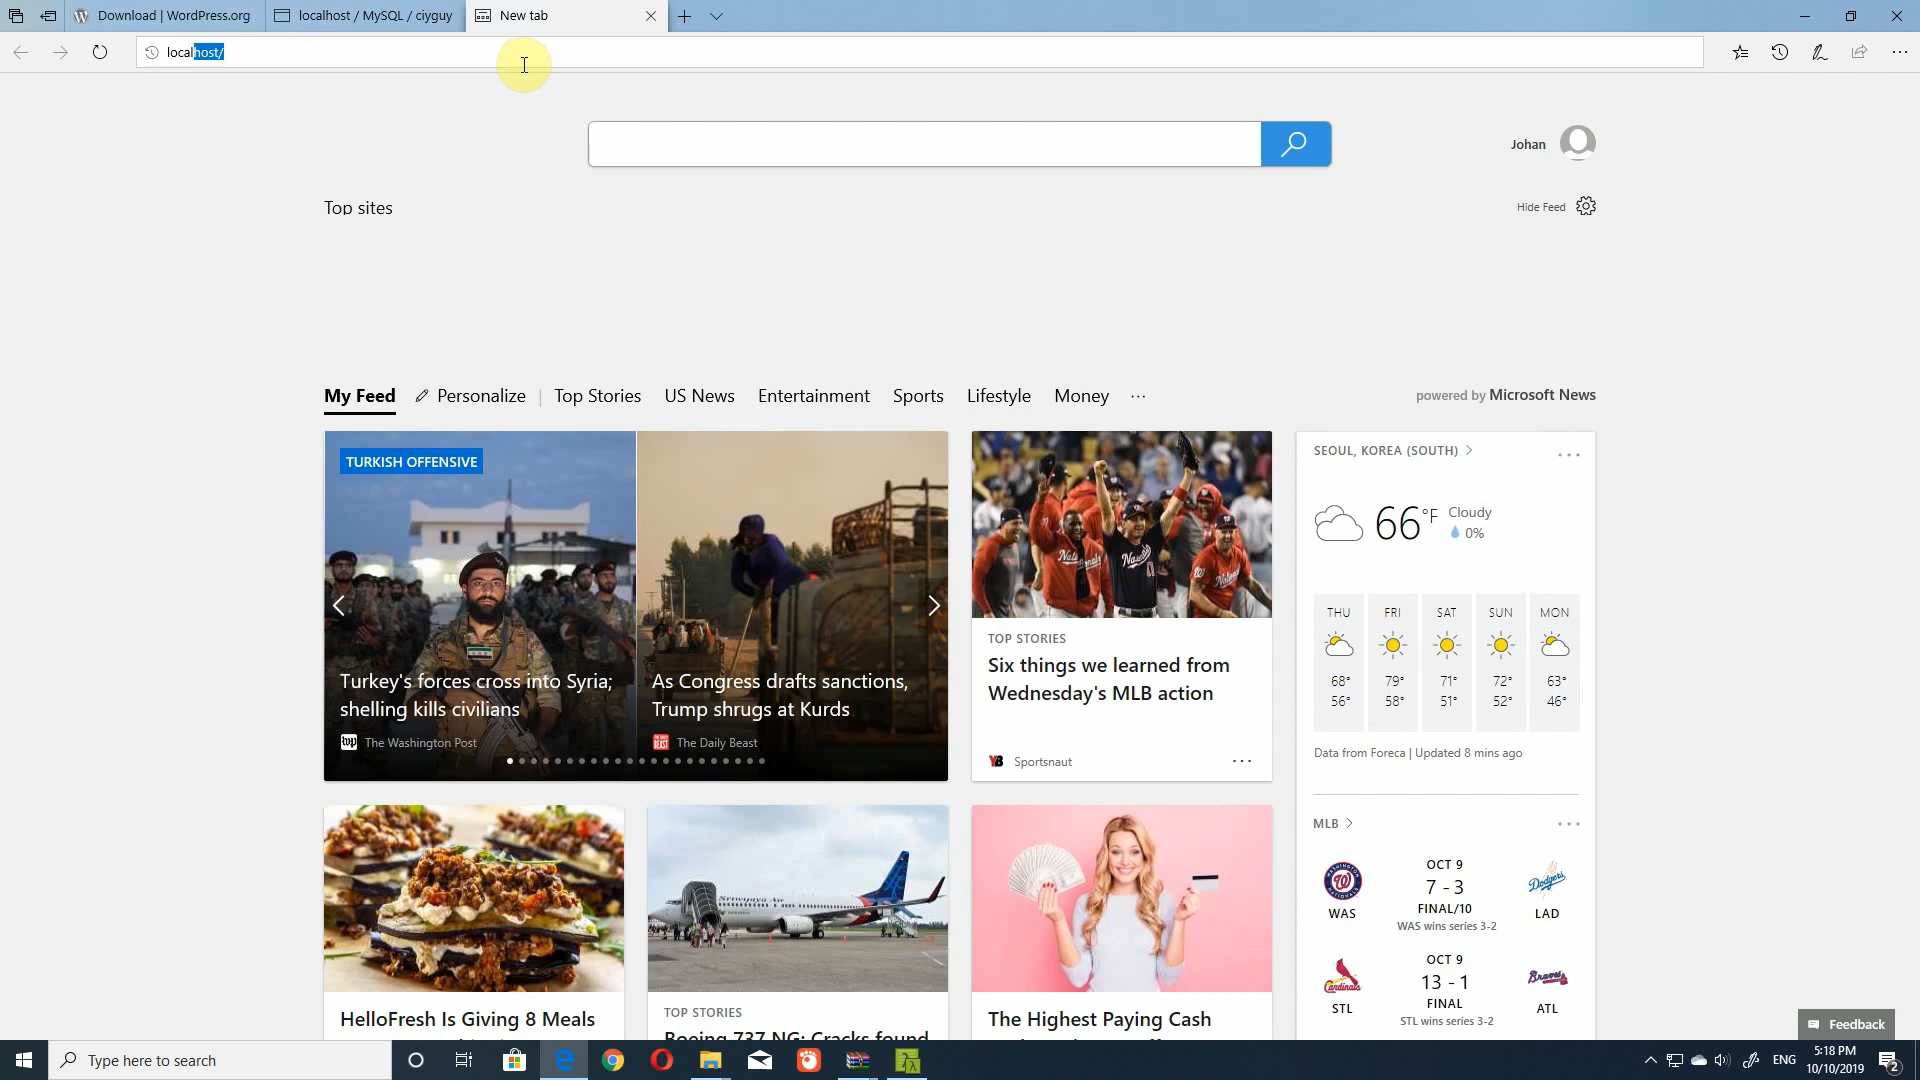 Download | WordPress.org
localhost / MySQL / ciyguy
New tab
localhost/
Johan
Top sites
Hide Feed
My Feed
Personalize
Top Stories
US News
Entertainment
Sports
Lifestyle
Money
powered by Microsoft News
TURKISH OFFENSIVE
Turkey's forces cross into Syria;
shelling kills civilians
wp The Washington Post
As Congress drafts sanctions,
Trump shrugs at Kurds
The Daily Beast
TOP STORIES
Six things we learned from
Wednesday's MLB action
Sportsnaut
SEOUL, KOREA (SOUTH)
66°F
Cloudy
0%
THU FRI SAT SUN MON
68° 79° 71° 72° 63°
56° 58° 51° 52° 46°
Data from Foreca | Updated 8 mins ago
MLB
OCT 9
7 - 3
FINAL/10
WAS LAD
WAS wins series 3-2
OCT 9
13 - 1
FINAL
STL ATL
STL wins series 3-2
HelloFresh Is Giving 8 Meals
TOP STORIES
Boeing 737 NG: Cracks found
The Highest Paying Cash
Feedback
Type here to search
ENG
5:18 PM
10/10/2019
2